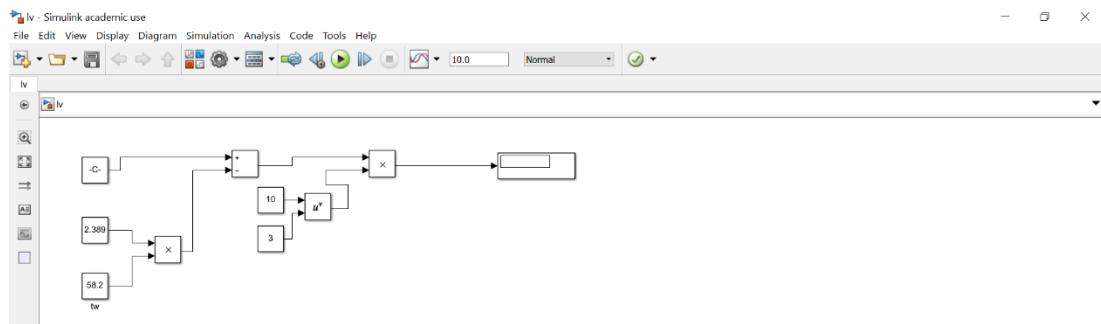 lv - Simulink academic use
File Edit View Display Diagram Simulation Analysis Code Tools Help
10.0 Normal
lv
lv
-C-
+
−
×
10
u^v
2.389
3
×
58.2
tw